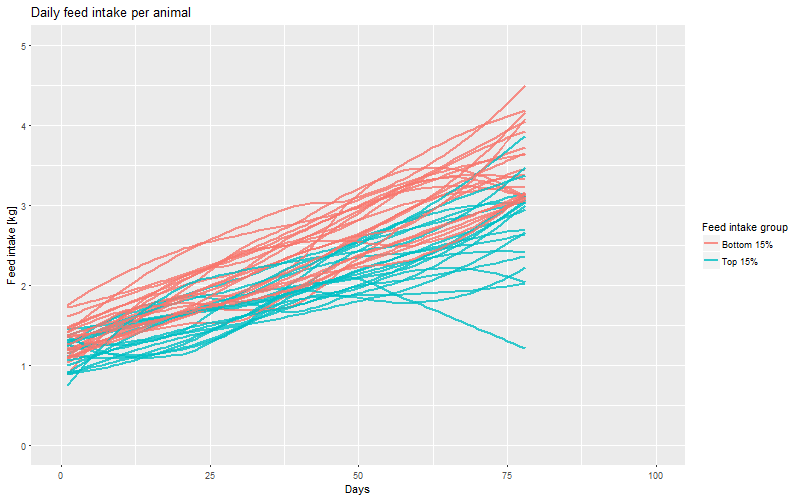 Daily feed intake per animal
Feed intake [kg]
5
4
3
2
1
0
0 25 50 75 100
Days
Feed intake group
Bottom 15%
Top 15%